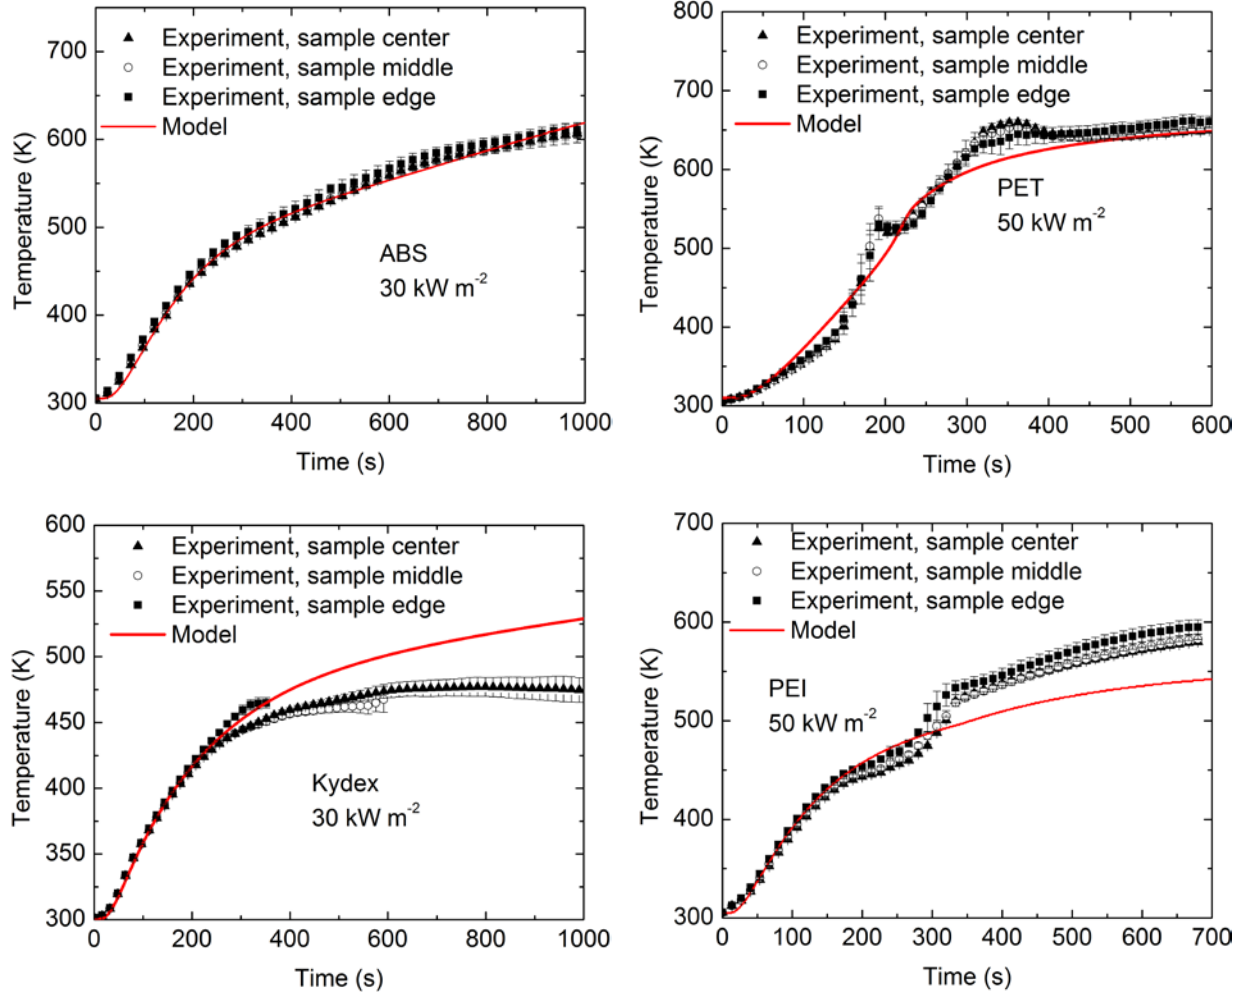 700
600
500
400
300
Temperature (K)
Experiment, sample center
Experiment, sample middle
Experiment, sample edge
Model
ABS
30 kW m⁻²
0 200 400 600 800 1000
Time (s)
800
700
600
500
400
300
Temperature (K)
Experiment, sample center
Experiment, sample middle
Experiment, sample edge
Model
PET
50 kW m⁻²
0 100 200 300 400 500 600
Time (s)
600
575
550
525
500
475
450
425
400
375
350
325
300
Temperature (K)
Experiment, sample center
Experiment, sample middle
Experiment, sample edge
Model
Kydex
30 kW m⁻²
0 200 400 600 800 1000
Time (s)
700
600
500
400
300
Temperature (K)
Experiment, sample center
Experiment, sample middle
Experiment, sample edge
Model
PEI
50 kW m⁻²
0 100 200 300 400 500 600 700
Time (s)